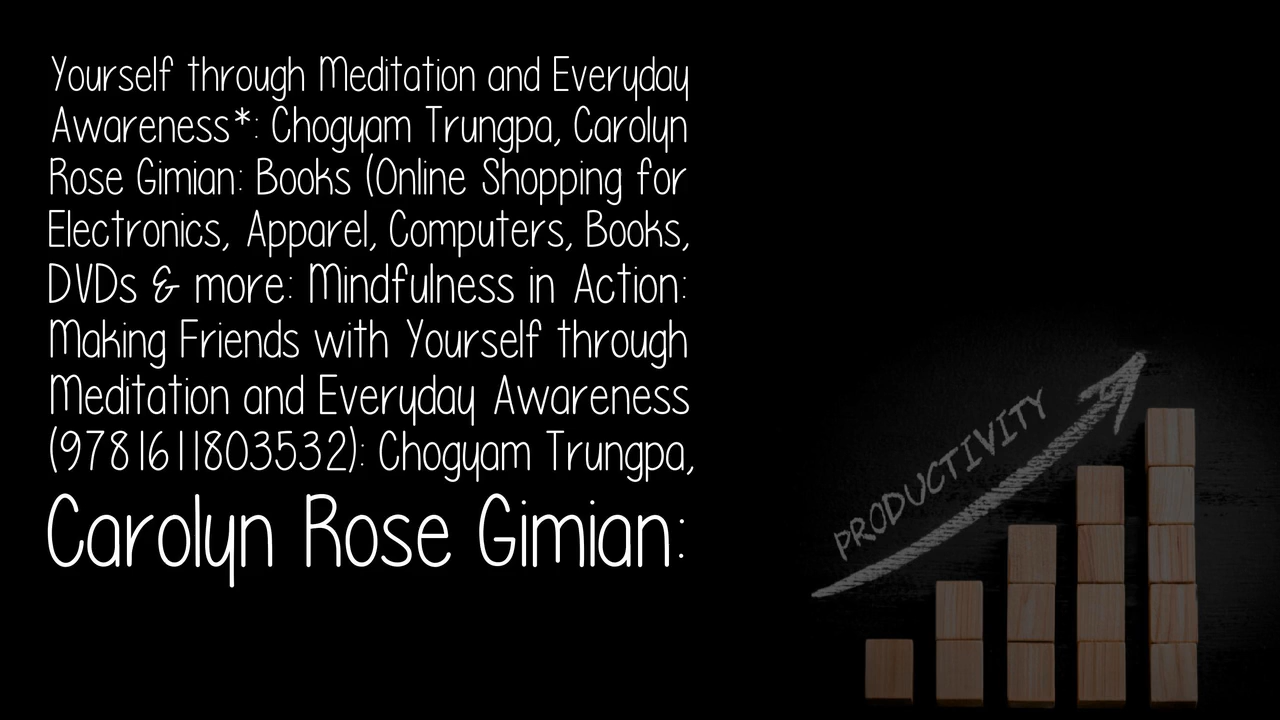 Yourself through Meditation and Everyday
Awareness*: Chogyam Trungpa, Carolyn
Rose Gimian: Books (Online Shopping for
Electronics, Apparel, Computers, Books,
DVDs & more: Mindfulness in Action:
Making Friends with Yourself through
Meditation and Everyday Awareness
(9781611803532): Chogyam Trungpa,
Carolyn Rose Gimian:
PRODUCTIVITY